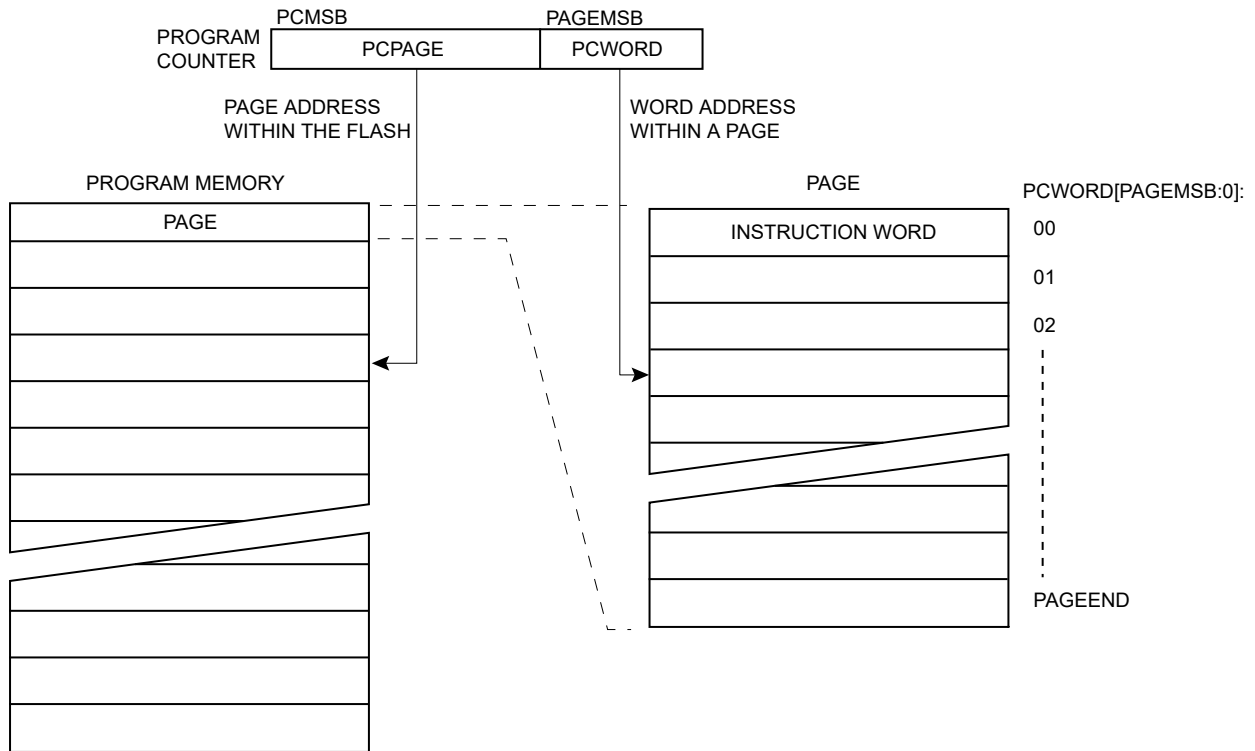 PCMSB
PAGEMSB
PROGRAM
COUNTER
PCPAGE
PCWORD
PAGE ADDRESS
WITHIN THE FLASH
WORD ADDRESS
WITHIN A PAGE
PROGRAM MEMORY
PAGE
PAGE
PCWORD[PAGEMSB:0]:
INSTRUCTION WORD
00
01
02
PAGEEND